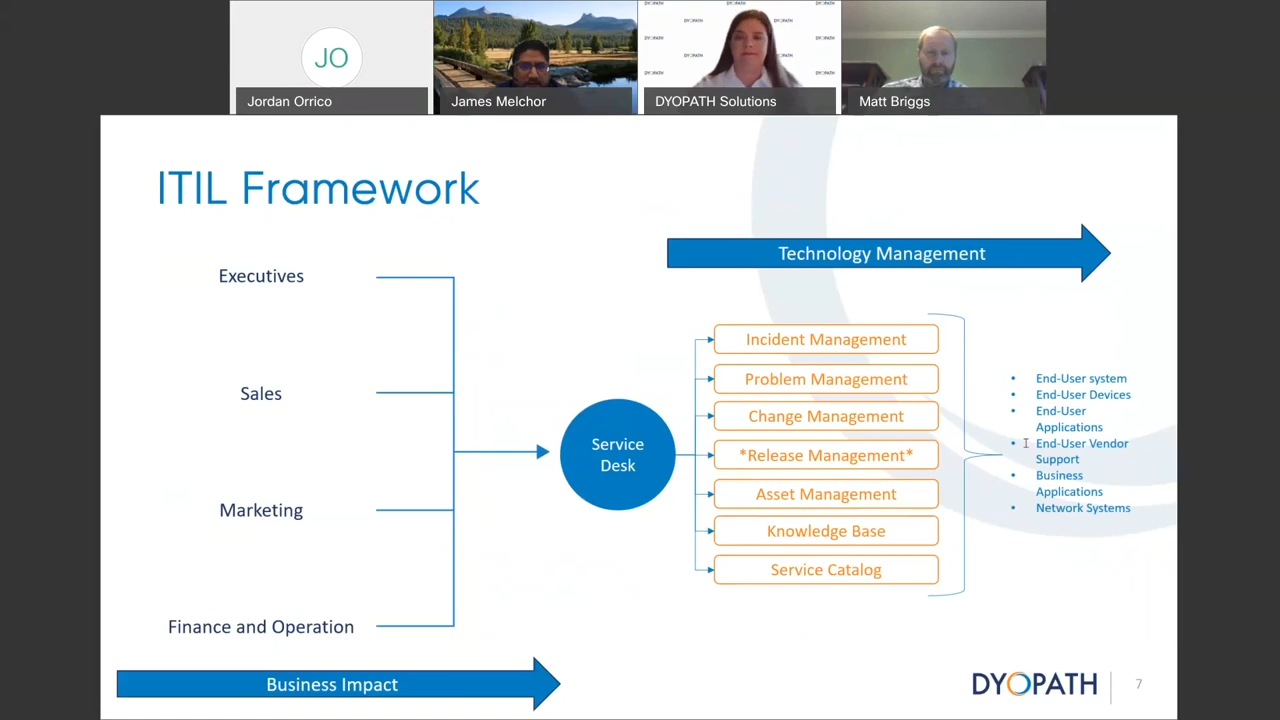 JO
Jordan Orrico
James Melchor
DYOPATH Solutions
Matt Briggs
ITIL Framework
Technology Management
Executives
Sales
Marketing
Finance and Operation
Service
Desk
Incident Management
Problem Management
Change Management
*Release Management*
Asset Management
Knowledge Base
Service Catalog
• End-User system
• End-User Devices
• End-User
Applications
• End-User Vendor
Support
• Business
Applications
• Network Systems
Business Impact
DYOPATH
7